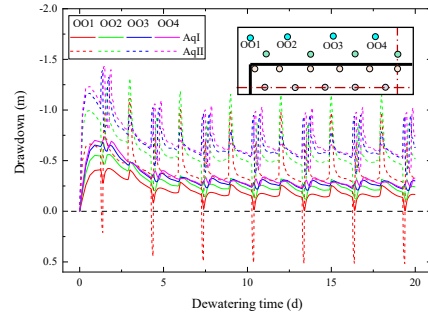 OO1 OO2 OO3 OO4
AqI
AqII
OO1 OO2 OO3 OO4
-2.0
-1.5
-1.0
-0.5
0.0
0.5
Drawdown (m)
0 5 10 15 20
Dewatering time (d)